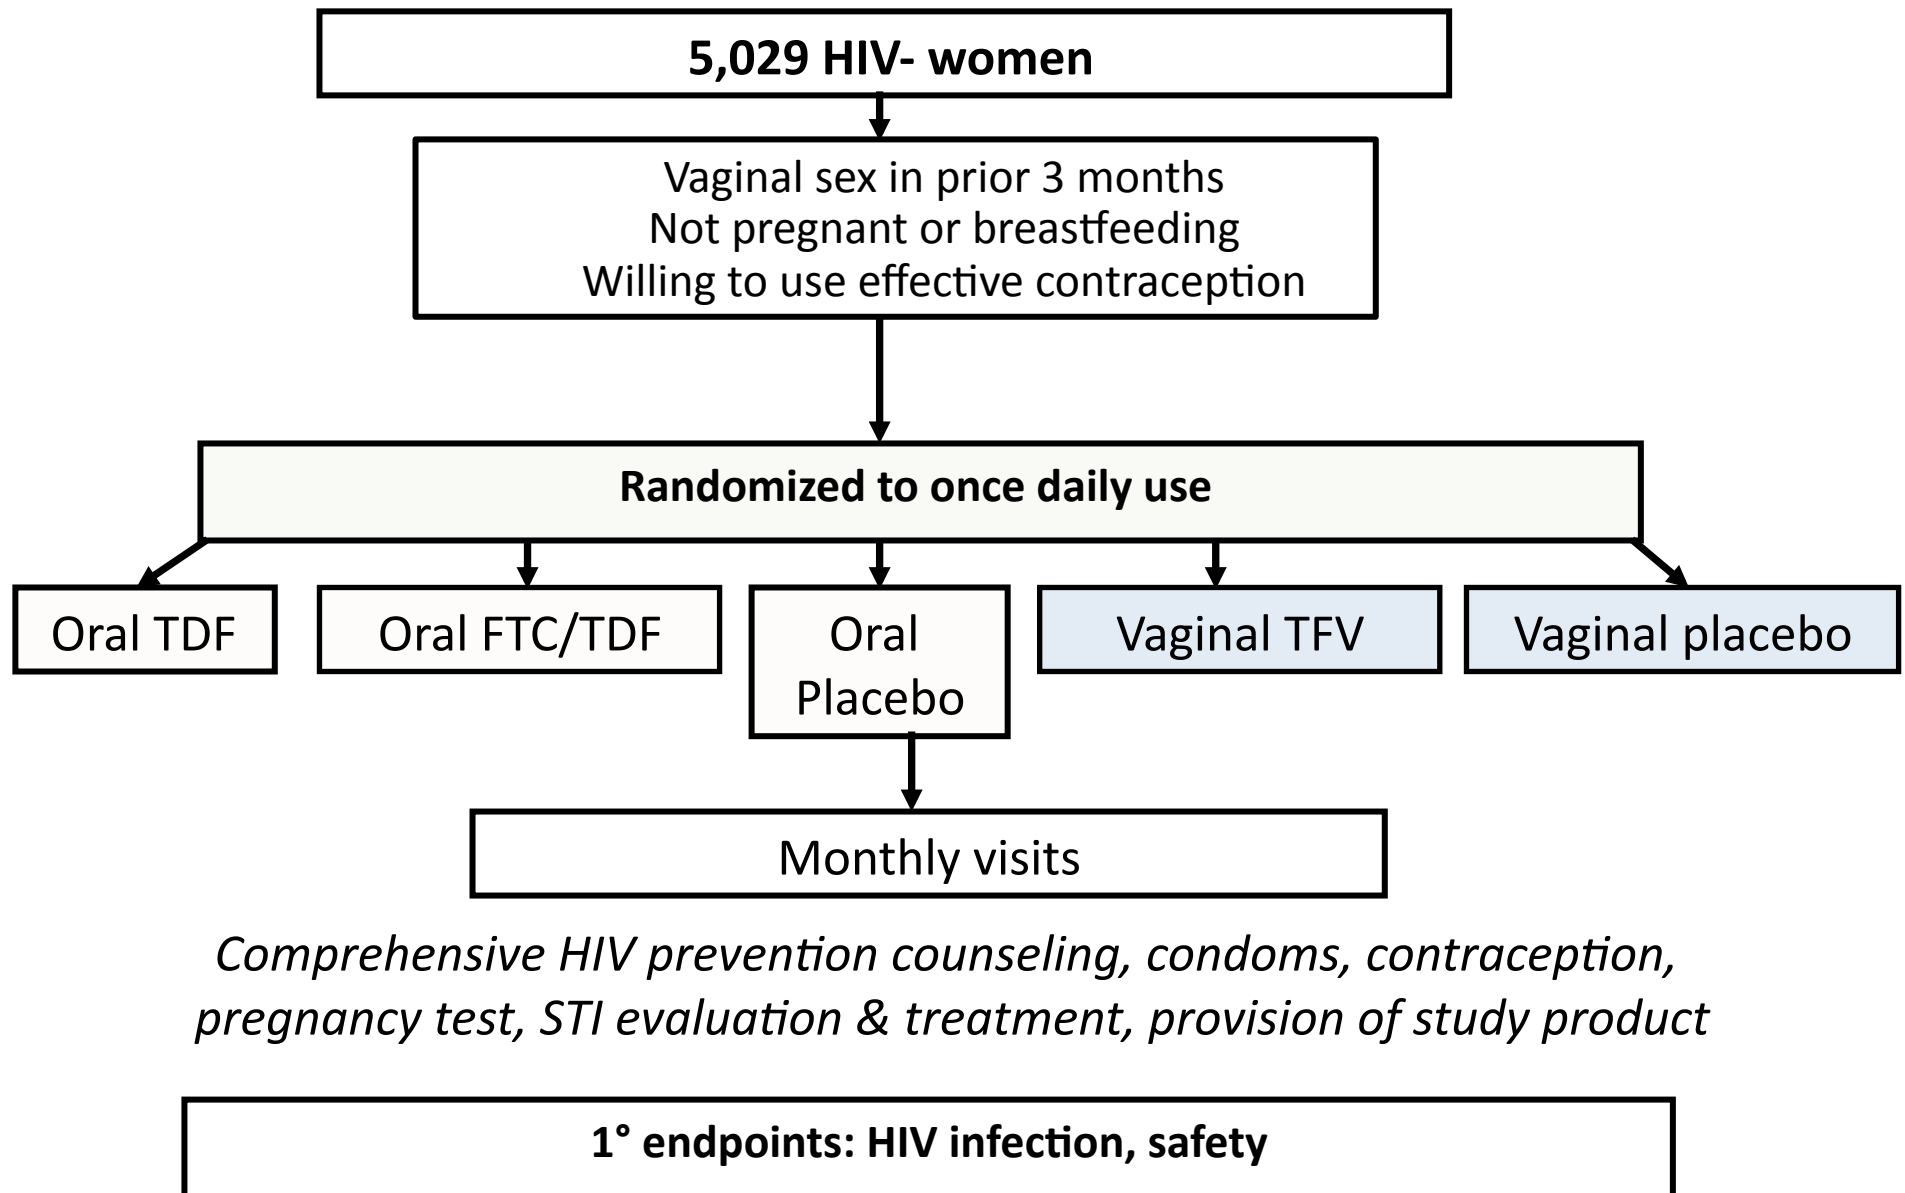 5,029 HIV- women
Vaginal sex in prior 3 months
Not pregnant or breastfeeding
Willing to use effective contraception
Randomized to once daily use
Oral TDF
Oral FTC/TDF
Oral
Placebo
Vaginal TFV
Vaginal placebo
Monthly visits
Comprehensive HIV prevention counseling, condoms, contraception,
pregnancy test, STI evaluation & treatment, provision of study product
1° endpoints: HIV infection, safety